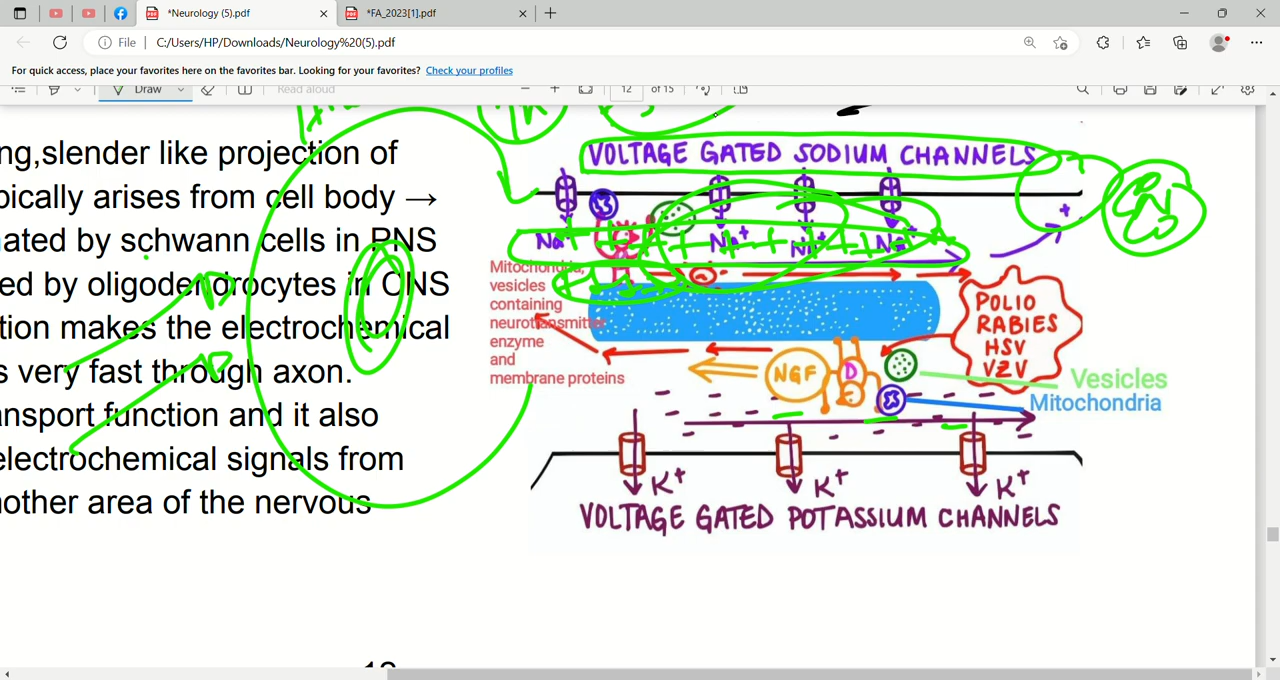 *Neurology (5).pdf
*FA_2023[1].pdf
File
C:/Users/HP/Downloads/Neurology%20(5).pdf
For quick access, place your favorites here on the favorites bar. Looking for your favorites? Check your profiles
Draw
Read aloud
12
of 15
ng,slender like projection of
pically arises from cell body →
nated by schwann cells in PNS
ed by oligodendrocytes in CNS
tion makes the electrochemical
s very fast through axon.
ansport function and it also
electrochemical signals from
nother area of the nervous
VOLTAGE GATED SODIUM CHANNELS
Na+ Na+ Na+ Na+
Mitochondria,
vesicles
containing
neurotransmitter
enzyme
and
membrane proteins
POLIO
RABIES
HSV
VZV
NGF
D
Vesicles
Mitochondria
K+ K+ K+
VOLTAGE GATED POTASSIUM CHANNELS